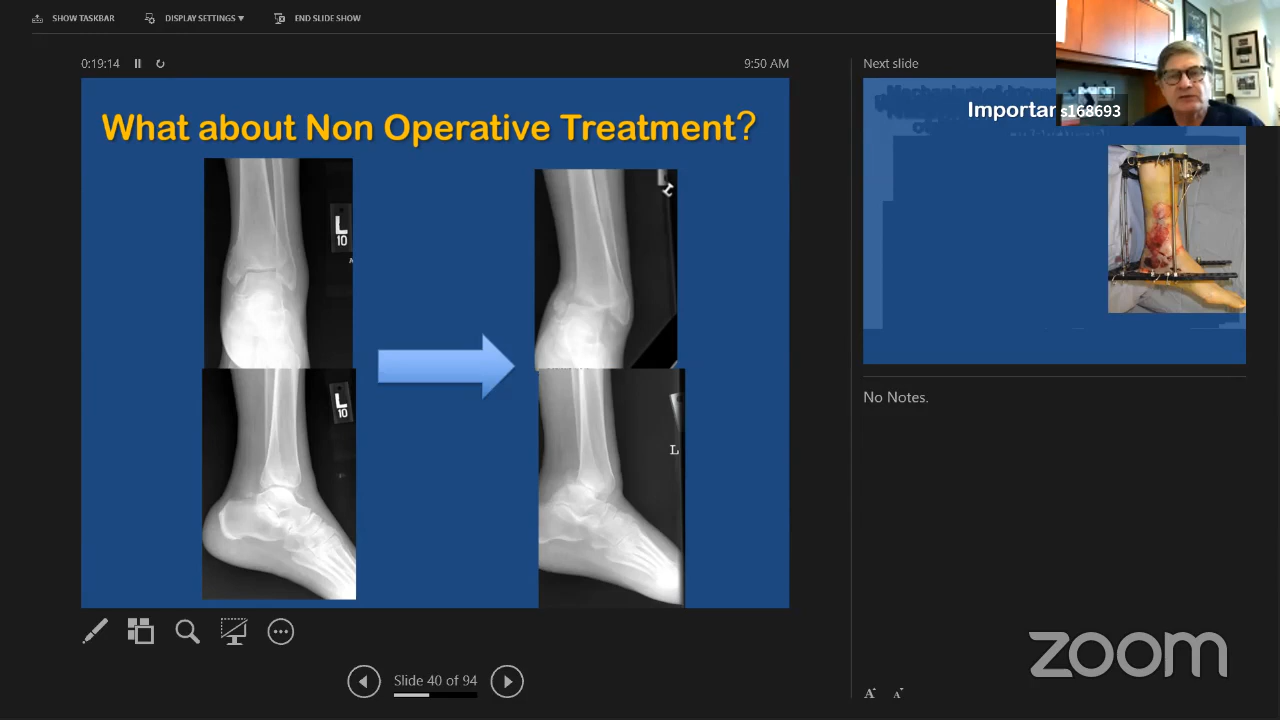 SHOW TASKBAR
DISPLAY SETTINGS ▼
END SLIDE SHOW
0:19:14
9:50 AM
Next slide
What about Non Operative Treatment?
L
10
L
10
L
Importan
s168693
No Notes.
Slide 40 of 94
A
A
zoom